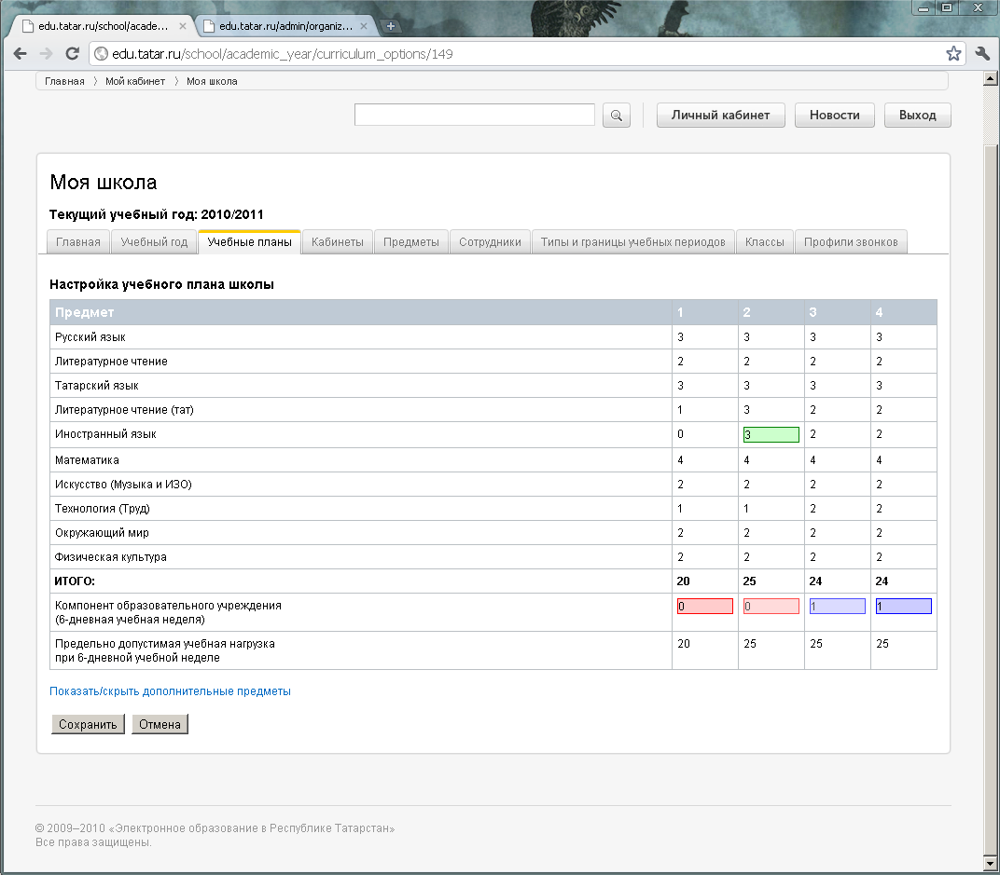 edu.tatar.ru/school/acade...
edu.tatar.ru/admin/organiz...
edu.tatar.ru/school/academic_year/curriculum_options/149
Главная 〉 Мой кабинет 〉 Моя школа
Личный кабинет Новости Выход
Моя школа
Текущий учебный год: 2010/2011
Главная Учебный год Учебные планы Кабинеты Предметы Сотрудники Типы и границы учебных периодов Классы Профили звонков
Настройка учебного плана школы
Предмет 1 2 3 4
Русский язык 3 3 3 3
Литературное чтение 2 2 2 2
Татарский язык 3 3 3 3
Литературное чтение (тат) 1 3 2 2
Иностранный язык 0 3 2 2
Математика 4 4 4 4
Искусство (Музыка и ИЗО) 2 2 2 2
Технология (Труд) 1 1 2 2
Окружающий мир 2 2 2 2
Физическая культура 2 2 2 2
ИТОГО: 20 25 24 24
Компонент образовательного учреждения 0 0 1 1
(6-дневная учебная неделя)
Предельно допустимая учебная нагрузка 20 25 25 25
при 6-дневной учебной неделе
Показать/скрыть дополнительные предметы
Сохранить Отмена
© 2009–2010 «Электронное образование в Республике Татарстан»
Все права защищены.